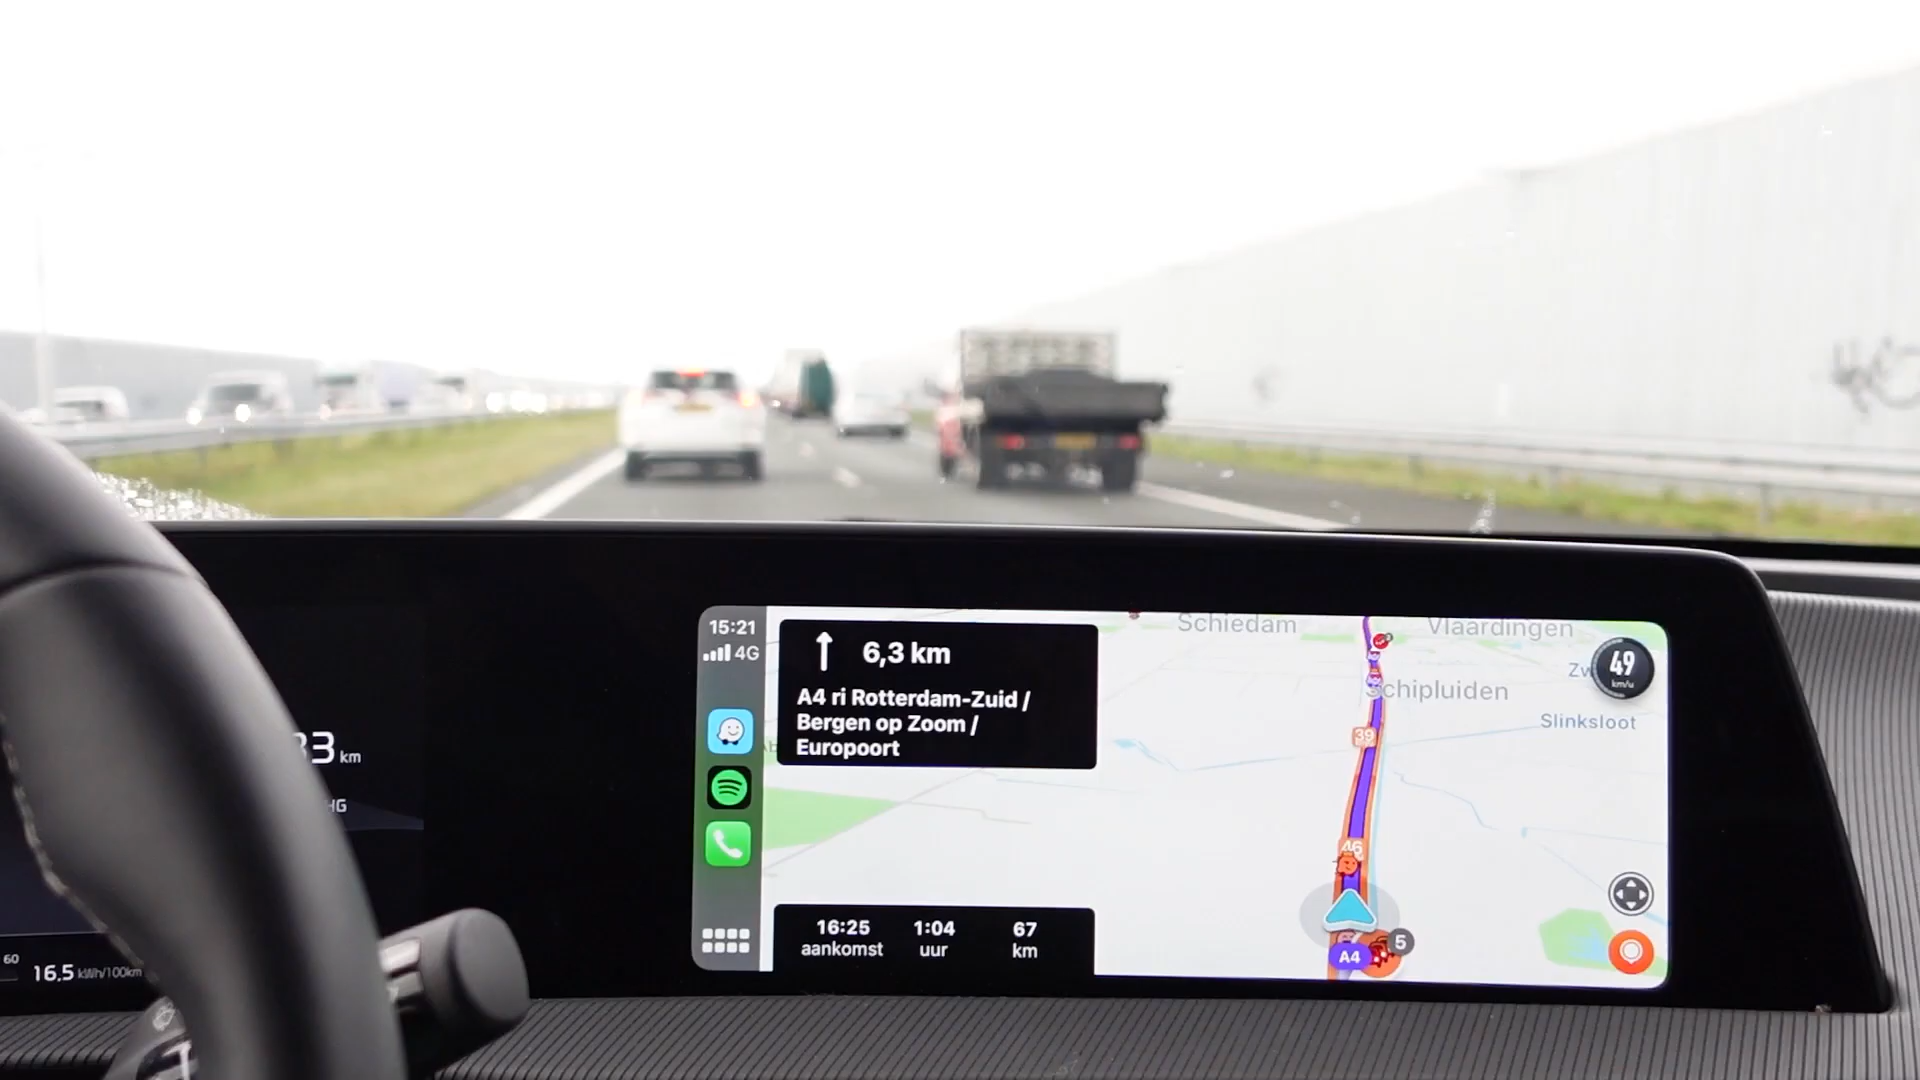 15:21
4G
6,3 km
A4 ri Rotterdam-Zuid /
Bergen op Zoom /
Europoort
Schiedam
Vlaardingen
49
km/u
Schipluiden
Slinksloot
39
46
A4
5
16:25
aankomst
1:04
uur
67
km
33 km
60
16,5 kWh/100km